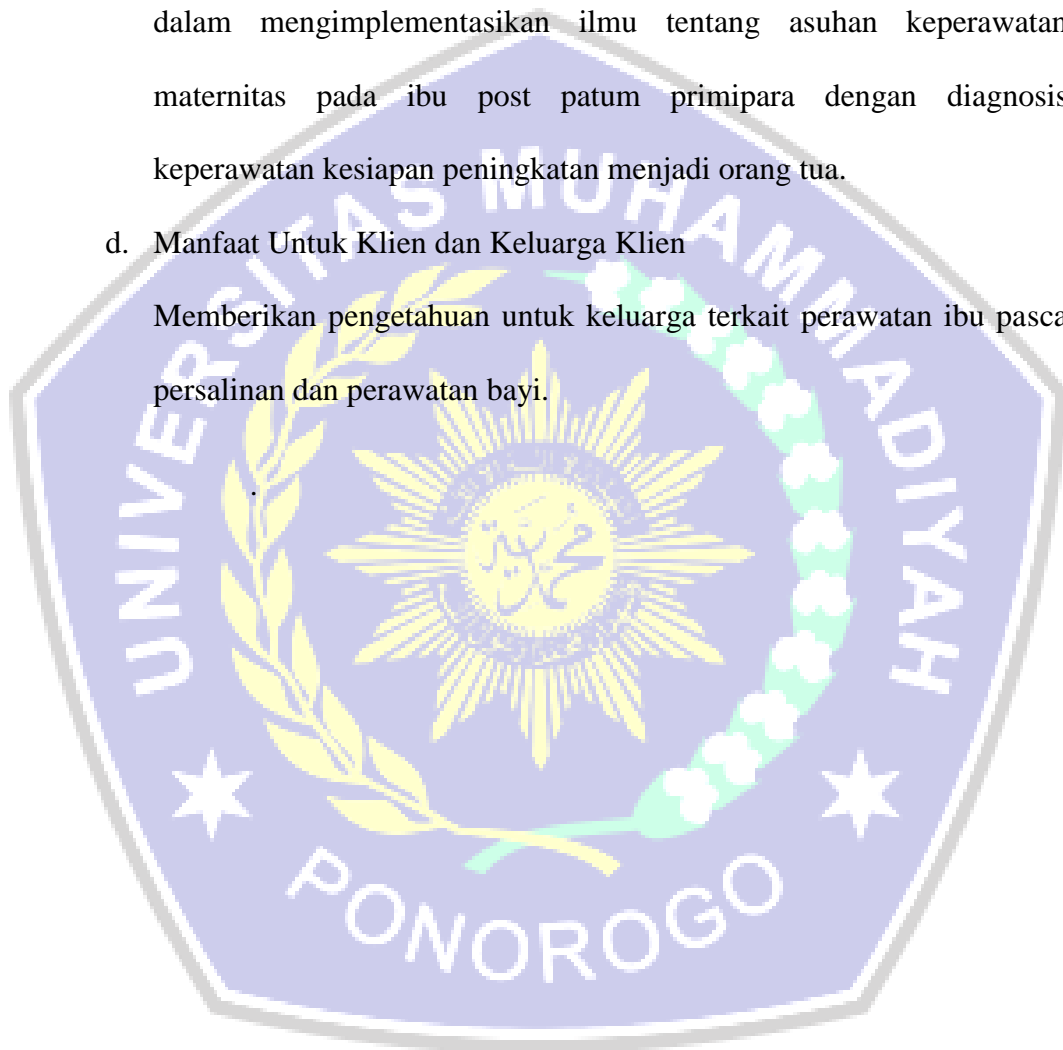 dalam mengimplementasikan ilmu tentang asuhan keperawatan
maternitas pada ibu post patum primipara dengan diagnosis
keperawatan kesiapan peningkatan menjadi orang tua.
d. Manfaat Untuk Klien dan Keluarga Klien
Memberikan pengetahuan untuk keluarga terkait perawatan ibu pasca
persalinan dan perawatan bayi.
.
UNIVERSITAS MUHAMMADIYAH
PONOROGO